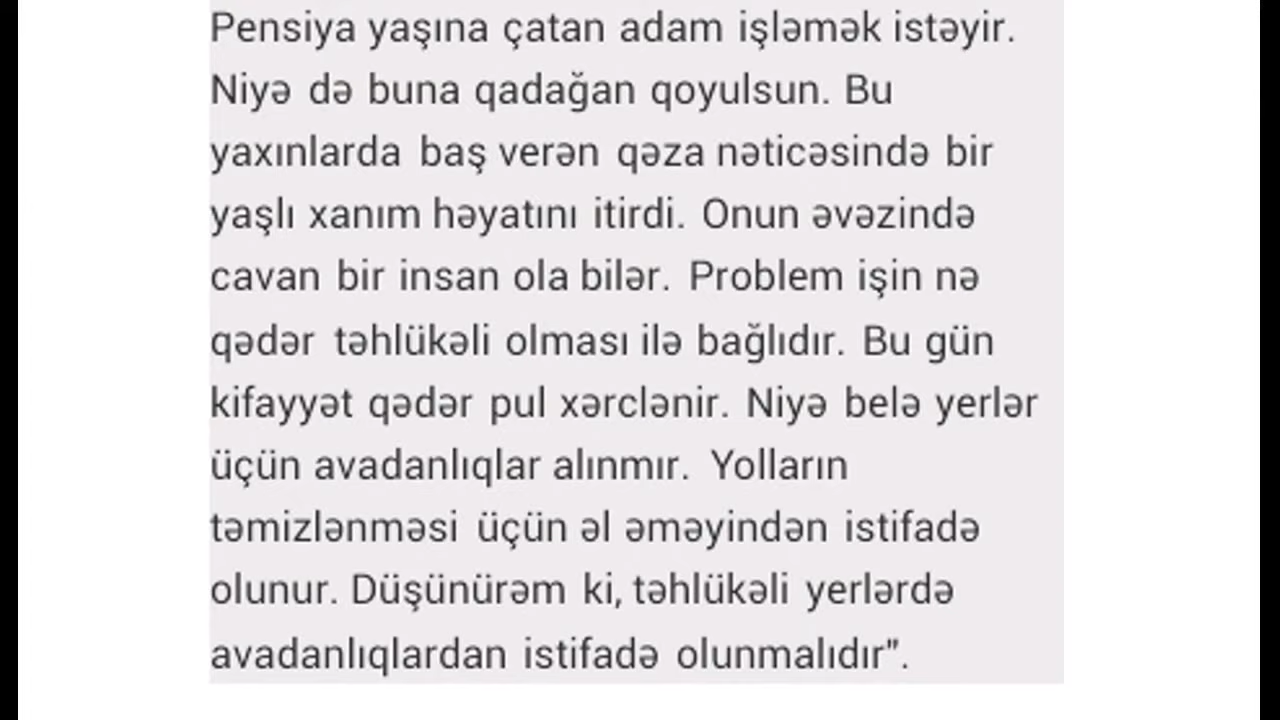 Pensiya yaşına çatan adam işləmək istəyir.
Niyə də buna qadağan qoyulsun. Bu
yaxınlarda baş verən qəza nəticəsində bir
yaşlı xanım həyatını itirdi. Onun əvəzində
cavan bir insan ola bilər. Problem işin nə
qədər təhlükəli olması ilə bağlıdır. Bu gün
kifayyət qədər pul xərclənir. Niyə belə yerlər
üçün avadanlıqlar alınmır. Yolların
təmizlənməsi üçün əl əməyindən istifadə
olunur. Düşünürəm ki, təhlükəli yerlərdə
avadanlıqlardan istifadə olunmalıdır".